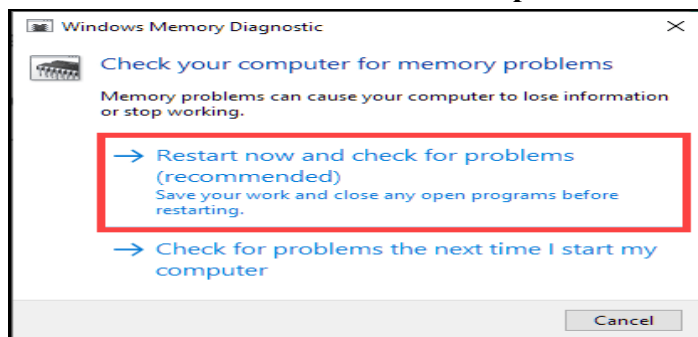 Windows Memory Diagnostic
Check your computer for memory problems
Memory problems can cause your computer to lose information
or stop working.
Restart now and check for problems
(recommended)
Save your work and close any open programs before
restarting.
Check for problems the next time I start my
computer
Cancel